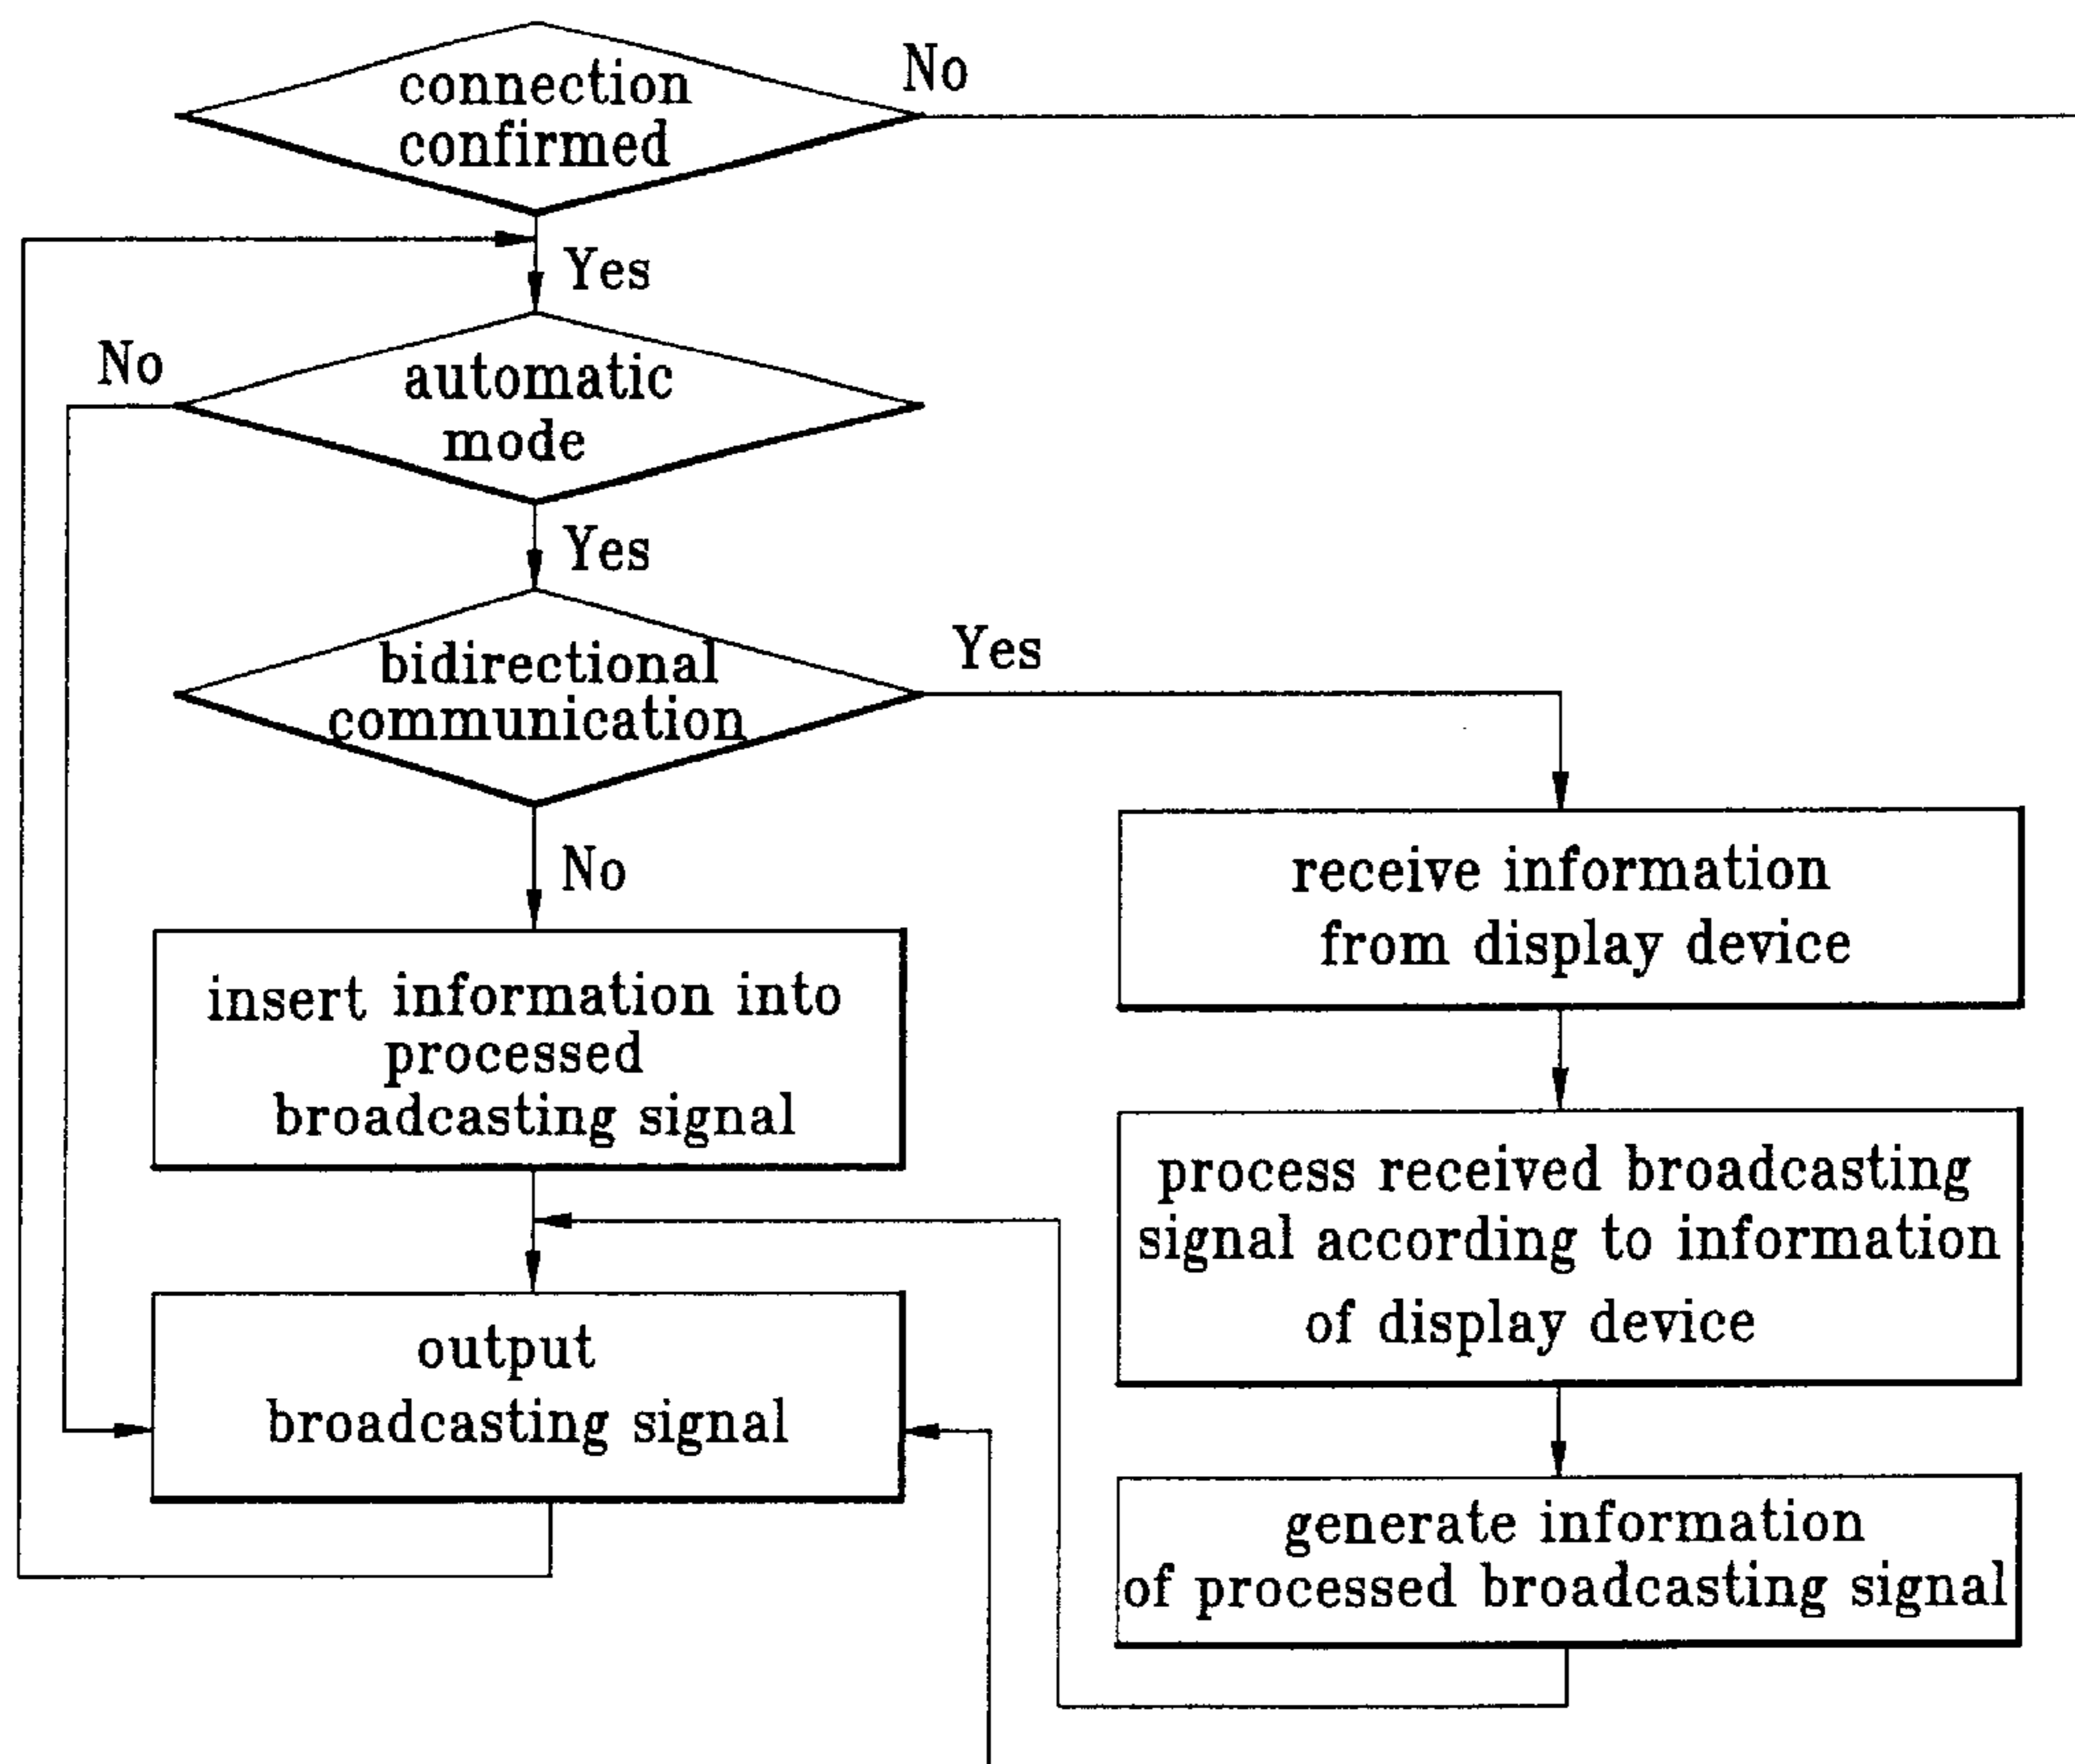 connection
confirmed
No
Yes
automatic
mode
No
Yes
bidirectional
communication
Yes
No
insert information into
processed
broadcasting signal
output
broadcasting signal
receive information
from display device
process received broadcasting
signal according to information
of display device
generate information
of processed broadcasting signal